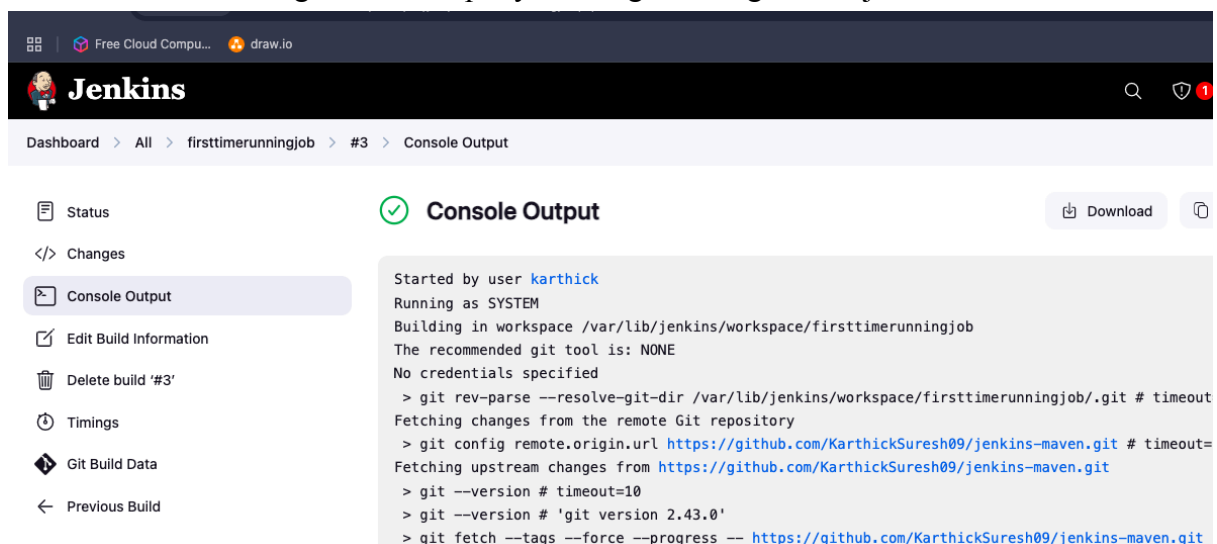 Free Cloud Compu... draw.io
Jenkins
1
Dashboard > All > firsttimerunningjob > #3 > Console Output
Status
Changes
Console Output
Edit Build Information
Delete build '#3'
Timings
Git Build Data
Previous Build
Console Output
Download
Started by user karthick
Running as SYSTEM
Building in workspace /var/lib/jenkins/workspace/firsttimerunningjob
The recommended git tool is: NONE
No credentials specified
> git rev-parse --resolve-git-dir /var/lib/jenkins/workspace/firsttimerunningjob/.git # timeout
Fetching changes from the remote Git repository
> git config remote.origin.url https://github.com/KarthickSuresh09/jenkins-maven.git # timeout=
Fetching upstream changes from https://github.com/KarthickSuresh09/jenkins-maven.git
> git --version # timeout=10
> git --version # 'git version 2.43.0'
> git fetch --tags --force --progress -- https://github.com/KarthickSuresh09/jenkins-maven.git